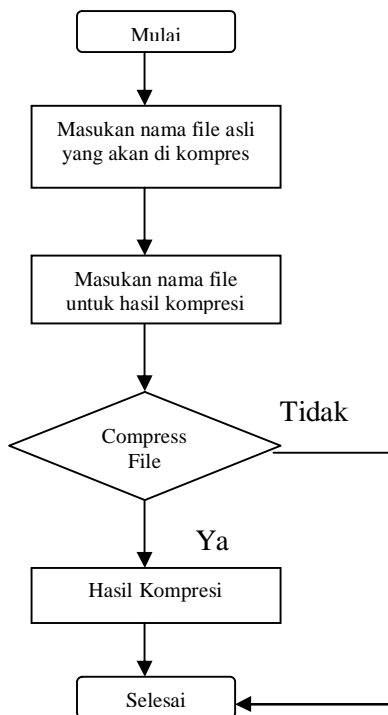 Mulai
Masukan nama file asli
yang akan di kompres
Masukan nama file
untuk hasil kompresi
Compress
File
Tidak
Ya
Hasil Kompresi
Selesai